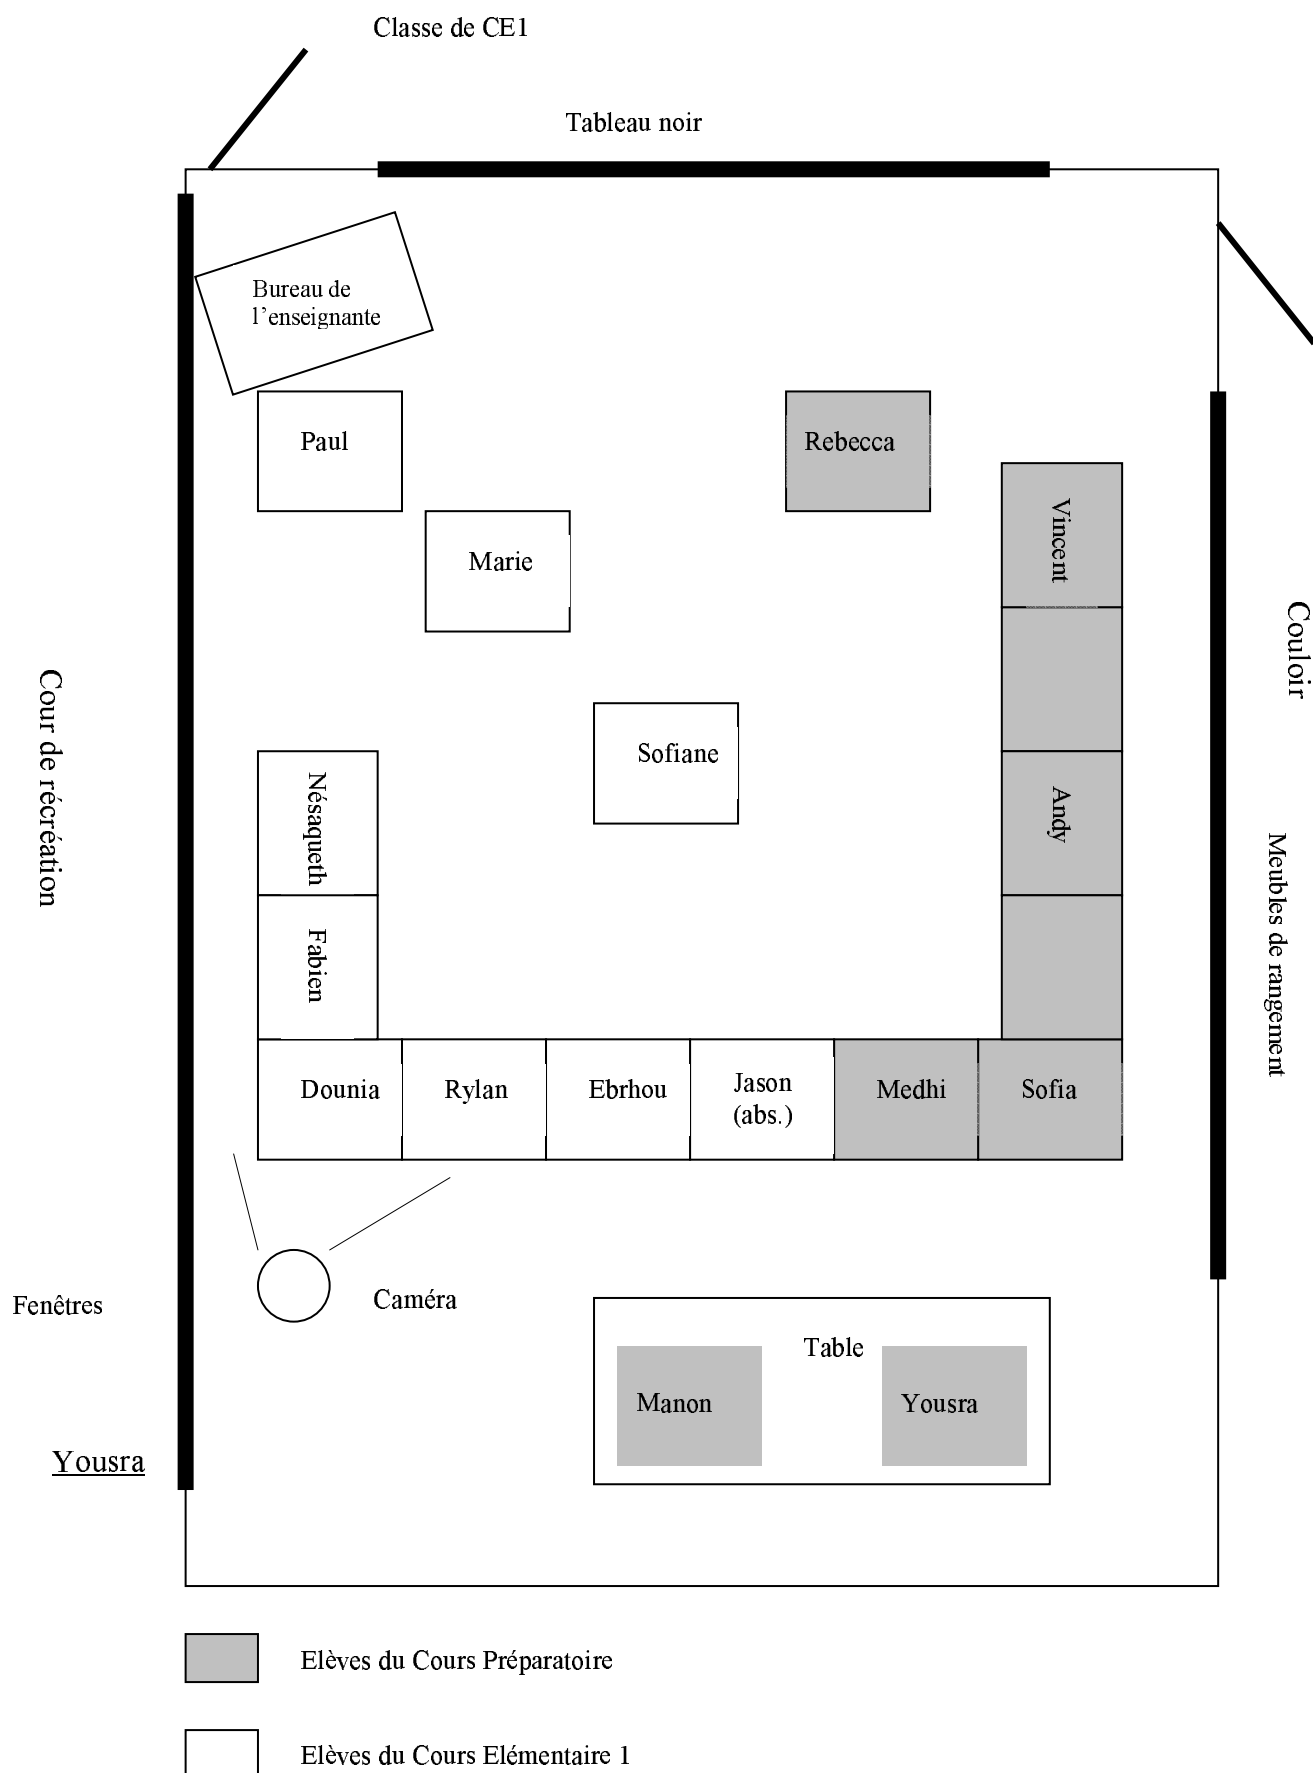 Classe de CE1
Tableau noir
Bureau de
l’enseignante
Paul
Rebecca
Vincent
Marie
Couloir
Cour de récréation
Sofiane
Nésaqueth
Andy
Meubles de rangement
Fabien
Dounia
Rylan
Ebrhou
Jason
(abs.)
Medhi
Sofia
Fenêtres
Caméra
Table
Manon
Yousra
Yousra
Elèves du Cours Préparatoire
Elèves du Cours Elémentaire 1